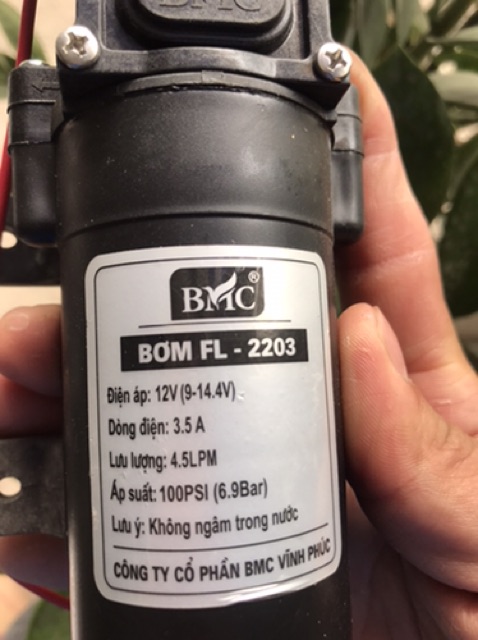 BMC
BMC®
BƠM FL - 2203
Điện áp: 12V (9-14.4V)
Dòng điện: 3.5 A
Lưu lượng: 4.5LPM
Áp suất: 100PSI (6.9Bar)
Lưu ý: Không ngâm trong nước
CÔNG TY CỔ PHẦN BMC VĨNH PHÚC